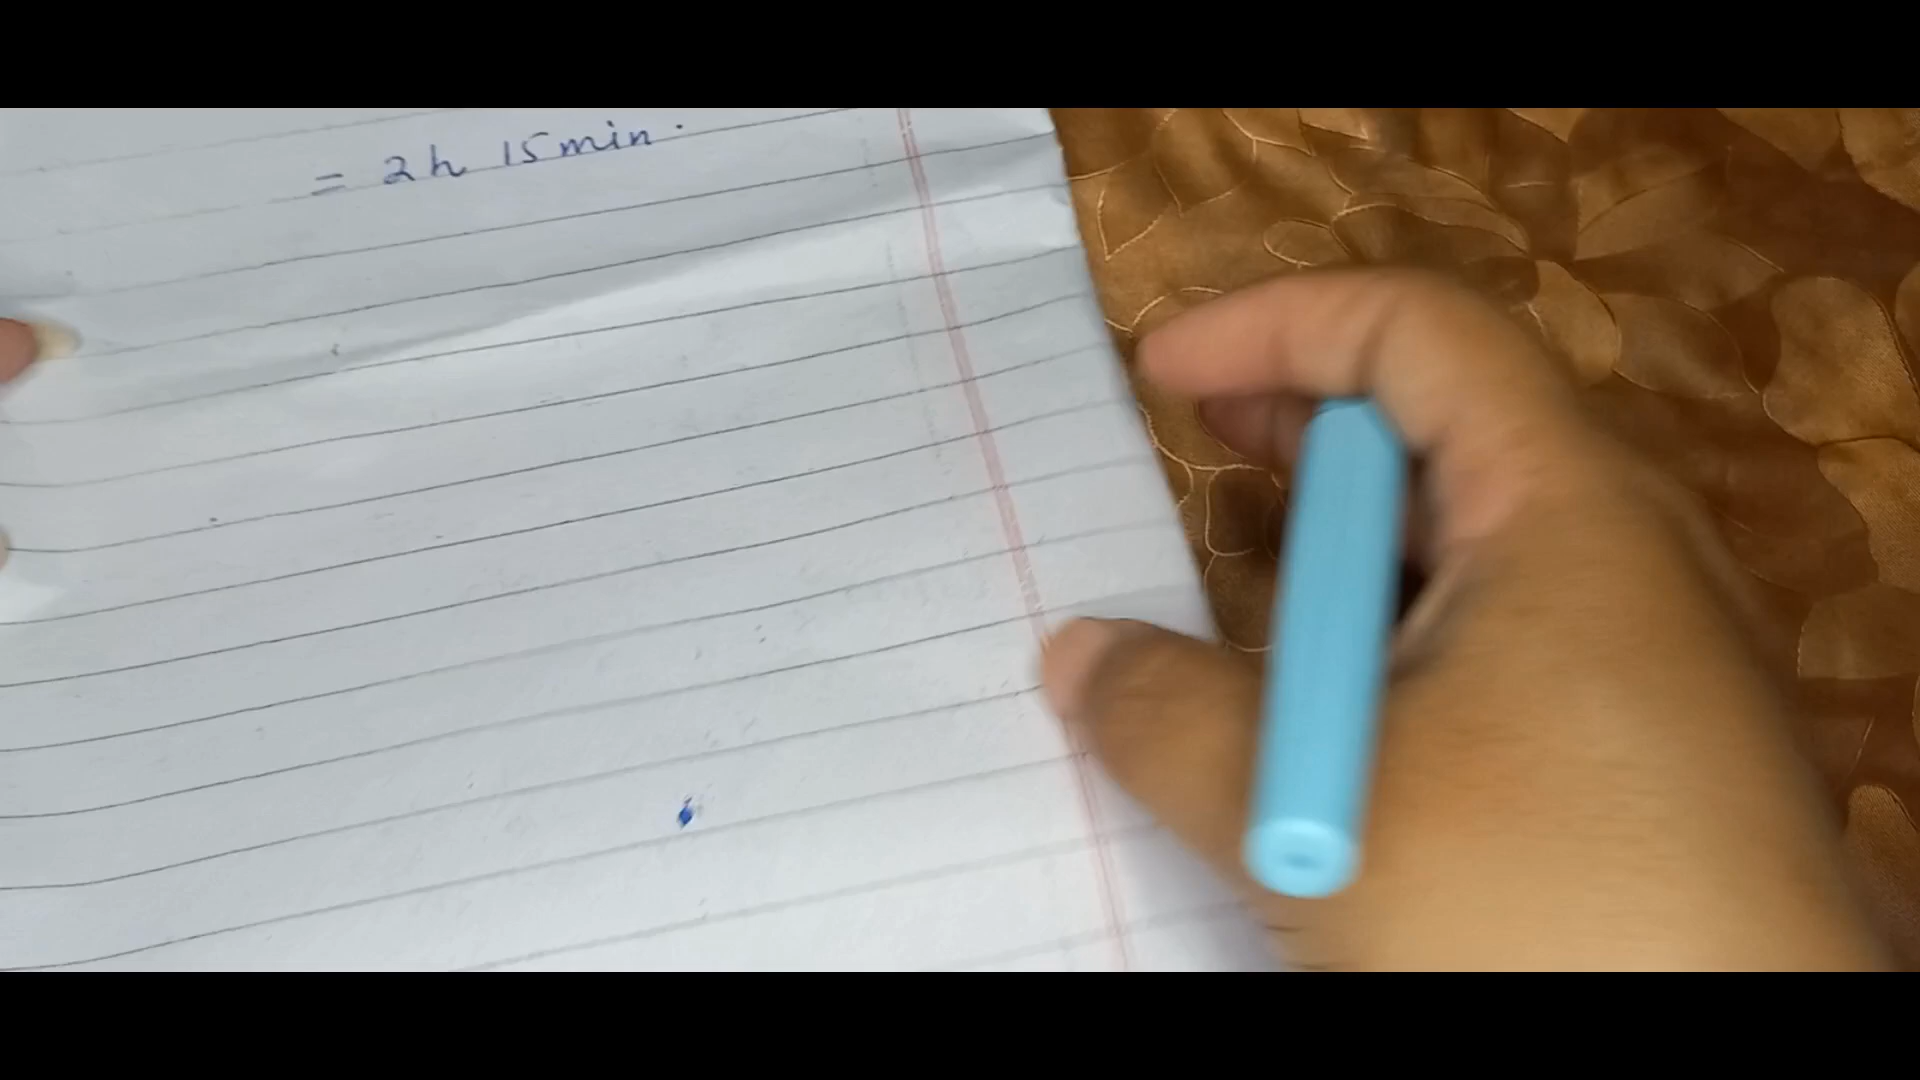 = 2h 15min.